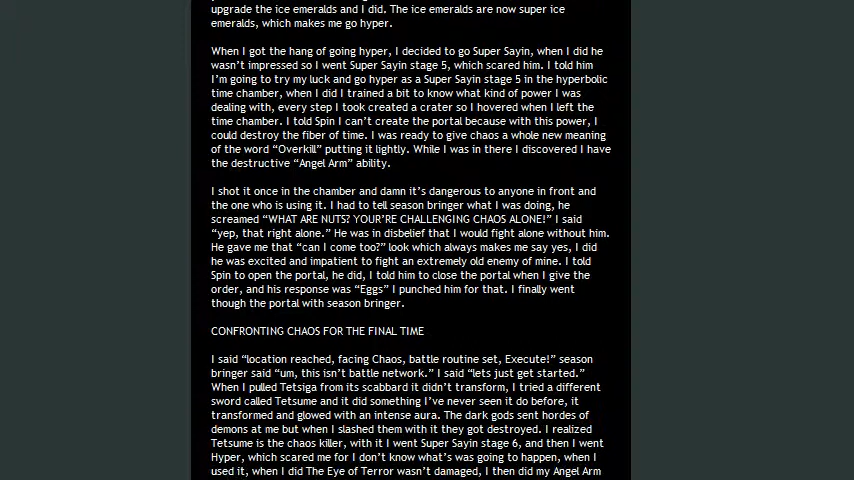 upgrade the ice emeralds and I did. The ice emeralds are now super ice
emeralds, which makes me go hyper.
When I got the hang of going hyper, I decided to go Super Sayin, when I did he
wasn't impressed so I went Super Sayin stage 5, which scared him. I told him
I'm going to try my luck and go hyper as a Super Sayin stage 5 in the hyperbolic
time chamber, when I did I trained a bit to know what kind of power I was
dealing with, every step I took created a crater so I hovered when I left the
time chamber. I told Spin I can't create the portal because with this power, I
could destroy the fiber of time. I was ready to give chaos a whole new meaning
of the word "Overkill" putting it lightly. While I was in there I discovered I have
the destructive "Angel Arm" ability.
I shot it once in the chamber and damn it's dangerous to anyone in front and
the one who is using it. I had to tell season bringer what I was doing, he
screamed "WHAT ARE NUTS? YOUR'RE CHALLENGING CHAOS ALONE!" I said
"yep, that right alone." He was in disbelief that I would fight alone without him.
He gave me that "can I come too?" look which always makes me say yes, I did
he was excited and impatient to fight an extremely old enemy of mine. I told
Spin to open the portal, he did, I told him to close the portal when I give the
order, and his response was "Eggs" I punched him for that. I finally went
though the portal with season bringer.
CONFRONTING CHAOS FOR THE FINAL TIME
I said "location reached, facing Chaos, battle routine set, Execute!" season
bringer said "um, this isn't battle network." I said "lets just get started."
When I pulled Tetsiga from its scabbard it didn't transform, I tried a different
sword called Tetsume and it did something I've never seen it do before, it
transformed and glowed with an intense aura. The dark gods sent hordes of
demons at me but when I slashed them with it they got destroyed. I realized
Tetsume is the chaos killer, with it I went Super Sayin stage 6, and then I went
Hyper, which scared me for I don't know what's was going to happen, when I
used it, when I did The Eye of Terror wasn't damaged, I then did my Angel Arm